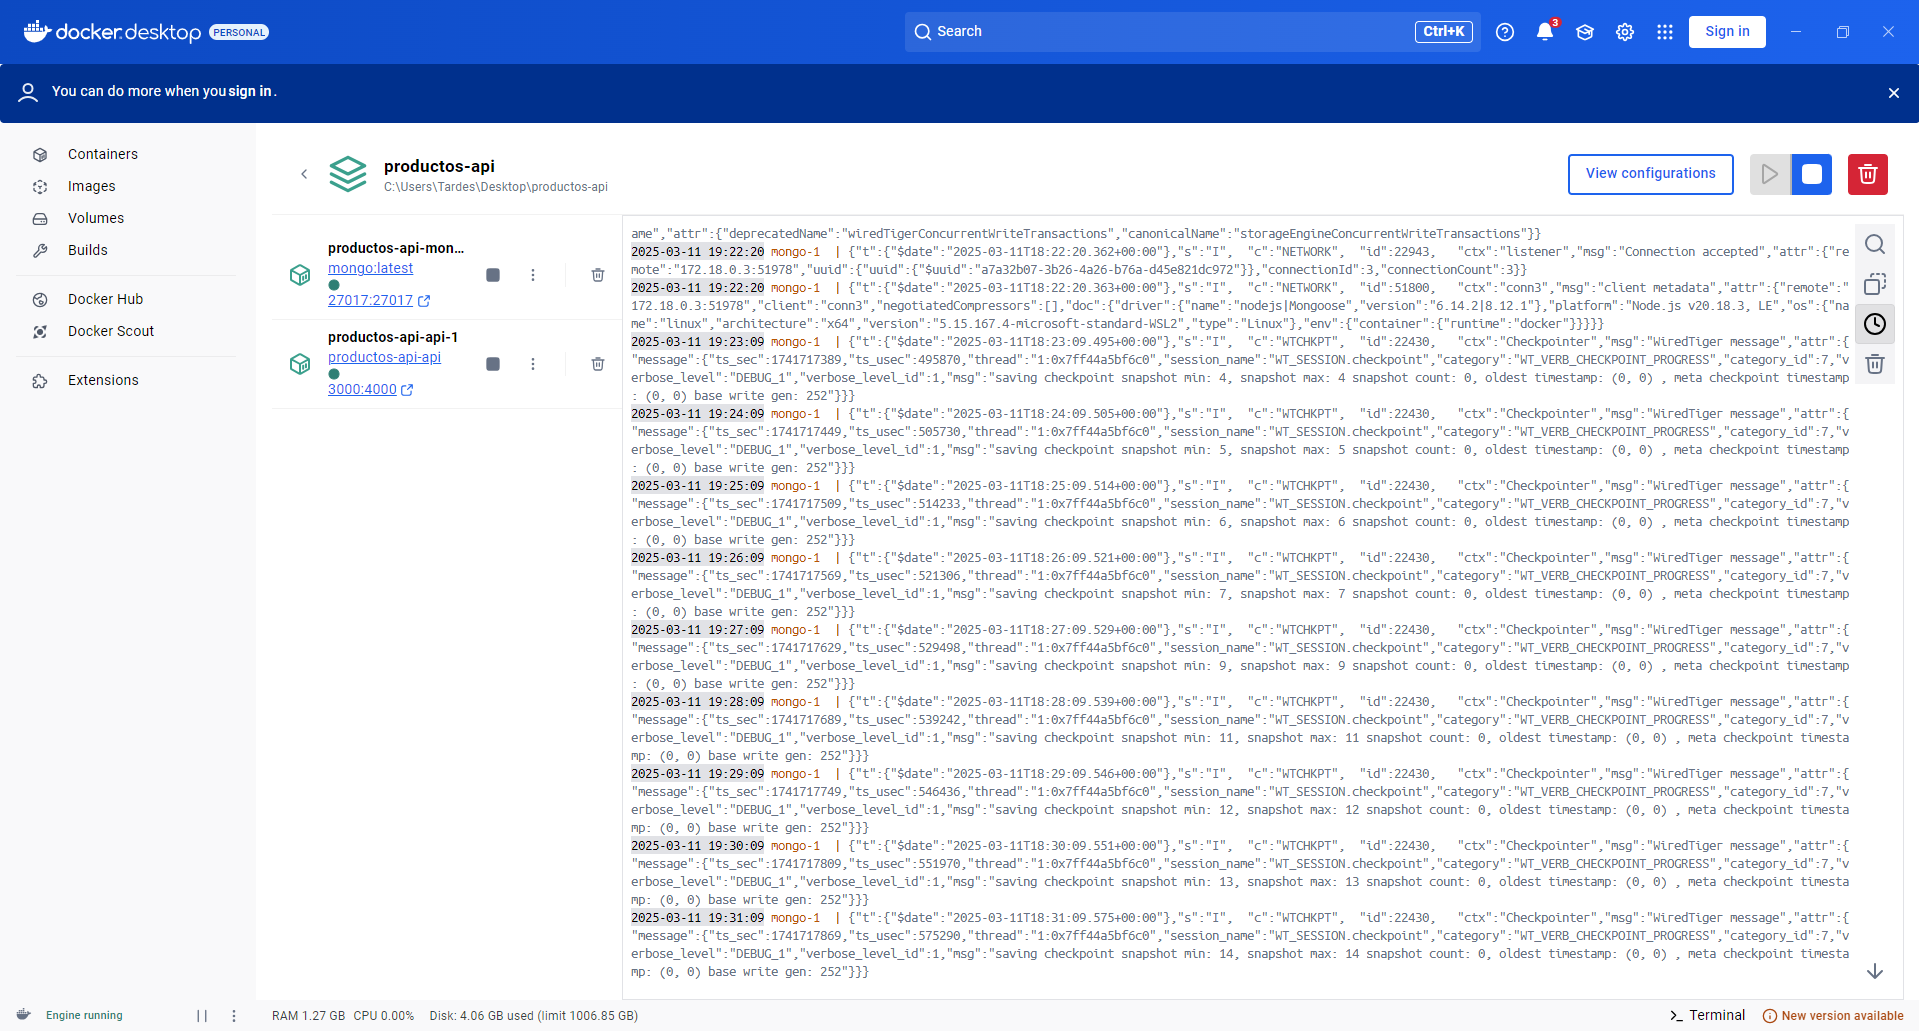 docker.desktop PERSONAL
Search
Ctrl+K
3
Sign in
You can do more when you sign in.
Containers
Images
Volumes
Builds
Docker Hub
Docker Scout
Extensions
productos-api
C:\Users\Tardes\Desktop\productos-api
View configurations
productos-api-mon...
mongo:latest
27017:27017
productos-api-api-1
productos-api-api
3000:4000
ame","attr":{"deprecatedName":"wiredTigerConcurrentWriteTransactions","canonicalName":"storageEngineConcurrentWriteTransactions"}}
2025-03-11 19:22:20 mongo-1  | {"t":{"$date":"2025-03-11T18:22:20.362+00:00"},"s":"I",  "c":"NETWORK",  "id":22943,   "ctx":"listener","msg":"Connection accepted","attr":{"re
mote":"172.18.0.3:51978","uuid":{"uuid":{"$uuid":"a7a32b07-3b26-4a26-b76a-d45e821dc972"}},"connectionId":3,"connectionCount":3}}
2025-03-11 19:22:20 mongo-1  | {"t":{"$date":"2025-03-11T18:22:20.363+00:00"},"s":"I",  "c":"NETWORK",  "id":51800,   "ctx":"conn3","msg":"client metadata","attr":{"remote":"
172.18.0.3:51978","client":"conn3","negotiatedCompressors":[],"doc":{"driver":{"name":"nodejs|Mongoose","version":"6.14.2|8.12.1"},"platform":"Node.js v20.18.3, LE","os":{"na
me":"linux","architecture":"x64","version":"5.15.167.4-microsoft-standard-WSL2","type":"Linux"},"env":{"container":{"runtime":"docker"}}}}}
2025-03-11 19:23:09 mongo-1  | {"t":{"$date":"2025-03-11T18:23:09.495+00:00"},"s":"I",  "c":"WTCHKPT",  "id":22430,   "ctx":"Checkpointer","msg":"WiredTiger message","attr":{
"message":{"ts_sec":1741717389,"ts_usec":495870,"thread":"1:0x7ff44a5bf6c0","session_name":"WT_SESSION.checkpoint","category":"WT_VERB_CHECKPOINT_PROGRESS","category_id":7,"v
erbose_level":"DEBUG_1","verbose_level_id":1,"msg":"saving checkpoint snapshot min: 4, snapshot max: 4 snapshot count: 0, oldest timestamp: (0, 0) , meta checkpoint timestamp
: (0, 0) base write gen: 252"}}}
2025-03-11 19:24:09 mongo-1  | {"t":{"$date":"2025-03-11T18:24:09.505+00:00"},"s":"I",  "c":"WTCHKPT",  "id":22430,   "ctx":"Checkpointer","msg":"WiredTiger message","attr":{
"message":{"ts_sec":1741717449,"ts_usec":505730,"thread":"1:0x7ff44a5bf6c0","session_name":"WT_SESSION.checkpoint","category":"WT_VERB_CHECKPOINT_PROGRESS","category_id":7,"v
erbose_level":"DEBUG_1","verbose_level_id":1,"msg":"saving checkpoint snapshot min: 5, snapshot max: 5 snapshot count: 0, oldest timestamp: (0, 0) , meta checkpoint timestamp
: (0, 0) base write gen: 252"}}}
2025-03-11 19:25:09 mongo-1  | {"t":{"$date":"2025-03-11T18:25:09.514+00:00"},"s":"I",  "c":"WTCHKPT",  "id":22430,   "ctx":"Checkpointer","msg":"WiredTiger message","attr":{
"message":{"ts_sec":1741717509,"ts_usec":514233,"thread":"1:0x7ff44a5bf6c0","session_name":"WT_SESSION.checkpoint","category":"WT_VERB_CHECKPOINT_PROGRESS","category_id":7,"v
erbose_level":"DEBUG_1","verbose_level_id":1,"msg":"saving checkpoint snapshot min: 6, snapshot max: 6 snapshot count: 0, oldest timestamp: (0, 0) , meta checkpoint timestamp
: (0, 0) base write gen: 252"}}}
2025-03-11 19:26:09 mongo-1  | {"t":{"$date":"2025-03-11T18:26:09.521+00:00"},"s":"I",  "c":"WTCHKPT",  "id":22430,   "ctx":"Checkpointer","msg":"WiredTiger message","attr":{
"message":{"ts_sec":1741717569,"ts_usec":521306,"thread":"1:0x7ff44a5bf6c0","session_name":"WT_SESSION.checkpoint","category":"WT_VERB_CHECKPOINT_PROGRESS","category_id":7,"v
erbose_level":"DEBUG_1","verbose_level_id":1,"msg":"saving checkpoint snapshot min: 7, snapshot max: 7 snapshot count: 0, oldest timestamp: (0, 0) , meta checkpoint timestamp
: (0, 0) base write gen: 252"}}}
2025-03-11 19:27:09 mongo-1  | {"t":{"$date":"2025-03-11T18:27:09.529+00:00"},"s":"I",  "c":"WTCHKPT",  "id":22430,   "ctx":"Checkpointer","msg":"WiredTiger message","attr":{
"message":{"ts_sec":1741717629,"ts_usec":529498,"thread":"1:0x7ff44a5bf6c0","session_name":"WT_SESSION.checkpoint","category":"WT_VERB_CHECKPOINT_PROGRESS","category_id":7,"v
erbose_level":"DEBUG_1","verbose_level_id":1,"msg":"saving checkpoint snapshot min: 9, snapshot max: 9 snapshot count: 0, oldest timestamp: (0, 0) , meta checkpoint timestamp
: (0, 0) base write gen: 252"}}}
2025-03-11 19:28:09 mongo-1  | {"t":{"$date":"2025-03-11T18:28:09.539+00:00"},"s":"I",  "c":"WTCHKPT",  "id":22430,   "ctx":"Checkpointer","msg":"WiredTiger message","attr":{
"message":{"ts_sec":1741717689,"ts_usec":539242,"thread":"1:0x7ff44a5bf6c0","session_name":"WT_SESSION.checkpoint","category":"WT_VERB_CHECKPOINT_PROGRESS","category_id":7,"v
erbose_level":"DEBUG_1","verbose_level_id":1,"msg":"saving checkpoint snapshot min: 11, snapshot max: 11 snapshot count: 0, oldest timestamp: (0, 0) , meta checkpoint timesta
mp: (0, 0) base write gen: 252"}}}
2025-03-11 19:29:09 mongo-1  | {"t":{"$date":"2025-03-11T18:29:09.546+00:00"},"s":"I",  "c":"WTCHKPT",  "id":22430,   "ctx":"Checkpointer","msg":"WiredTiger message","attr":{
"message":{"ts_sec":1741717749,"ts_usec":546436,"thread":"1:0x7ff44a5bf6c0","session_name":"WT_SESSION.checkpoint","category":"WT_VERB_CHECKPOINT_PROGRESS","category_id":7,"v
erbose_level":"DEBUG_1","verbose_level_id":1,"msg":"saving checkpoint snapshot min: 12, snapshot max: 12 snapshot count: 0, oldest timestamp: (0, 0) , meta checkpoint timesta
mp: (0, 0) base write gen: 252"}}}
2025-03-11 19:30:09 mongo-1  | {"t":{"$date":"2025-03-11T18:30:09.551+00:00"},"s":"I",  "c":"WTCHKPT",  "id":22430,   "ctx":"Checkpointer","msg":"WiredTiger message","attr":{
"message":{"ts_sec":1741717809,"ts_usec":551970,"thread":"1:0x7ff44a5bf6c0","session_name":"WT_SESSION.checkpoint","category":"WT_VERB_CHECKPOINT_PROGRESS","category_id":7,"v
erbose_level":"DEBUG_1","verbose_level_id":1,"msg":"saving checkpoint snapshot min: 13, snapshot max: 13 snapshot count: 0, oldest timestamp: (0, 0) , meta checkpoint timesta
mp: (0, 0) base write gen: 252"}}}
2025-03-11 19:31:09 mongo-1  | {"t":{"$date":"2025-03-11T18:31:09.575+00:00"},"s":"I",  "c":"WTCHKPT",  "id":22430,   "ctx":"Checkpointer","msg":"WiredTiger message","attr":{
"message":{"ts_sec":1741717869,"ts_usec":575290,"thread":"1:0x7ff44a5bf6c0","session_name":"WT_SESSION.checkpoint","category":"WT_VERB_CHECKPOINT_PROGRESS","category_id":7,"v
erbose_level":"DEBUG_1","verbose_level_id":1,"msg":"saving checkpoint snapshot min: 14, snapshot max: 14 snapshot count: 0, oldest timestamp: (0, 0) , meta checkpoint timesta
mp: (0, 0) base write gen: 252"}}}
Engine running
RAM 1.27 GB  CPU 0.00%  Disk: 4.06 GB used (limit 1006.85 GB)
Terminal
New version available